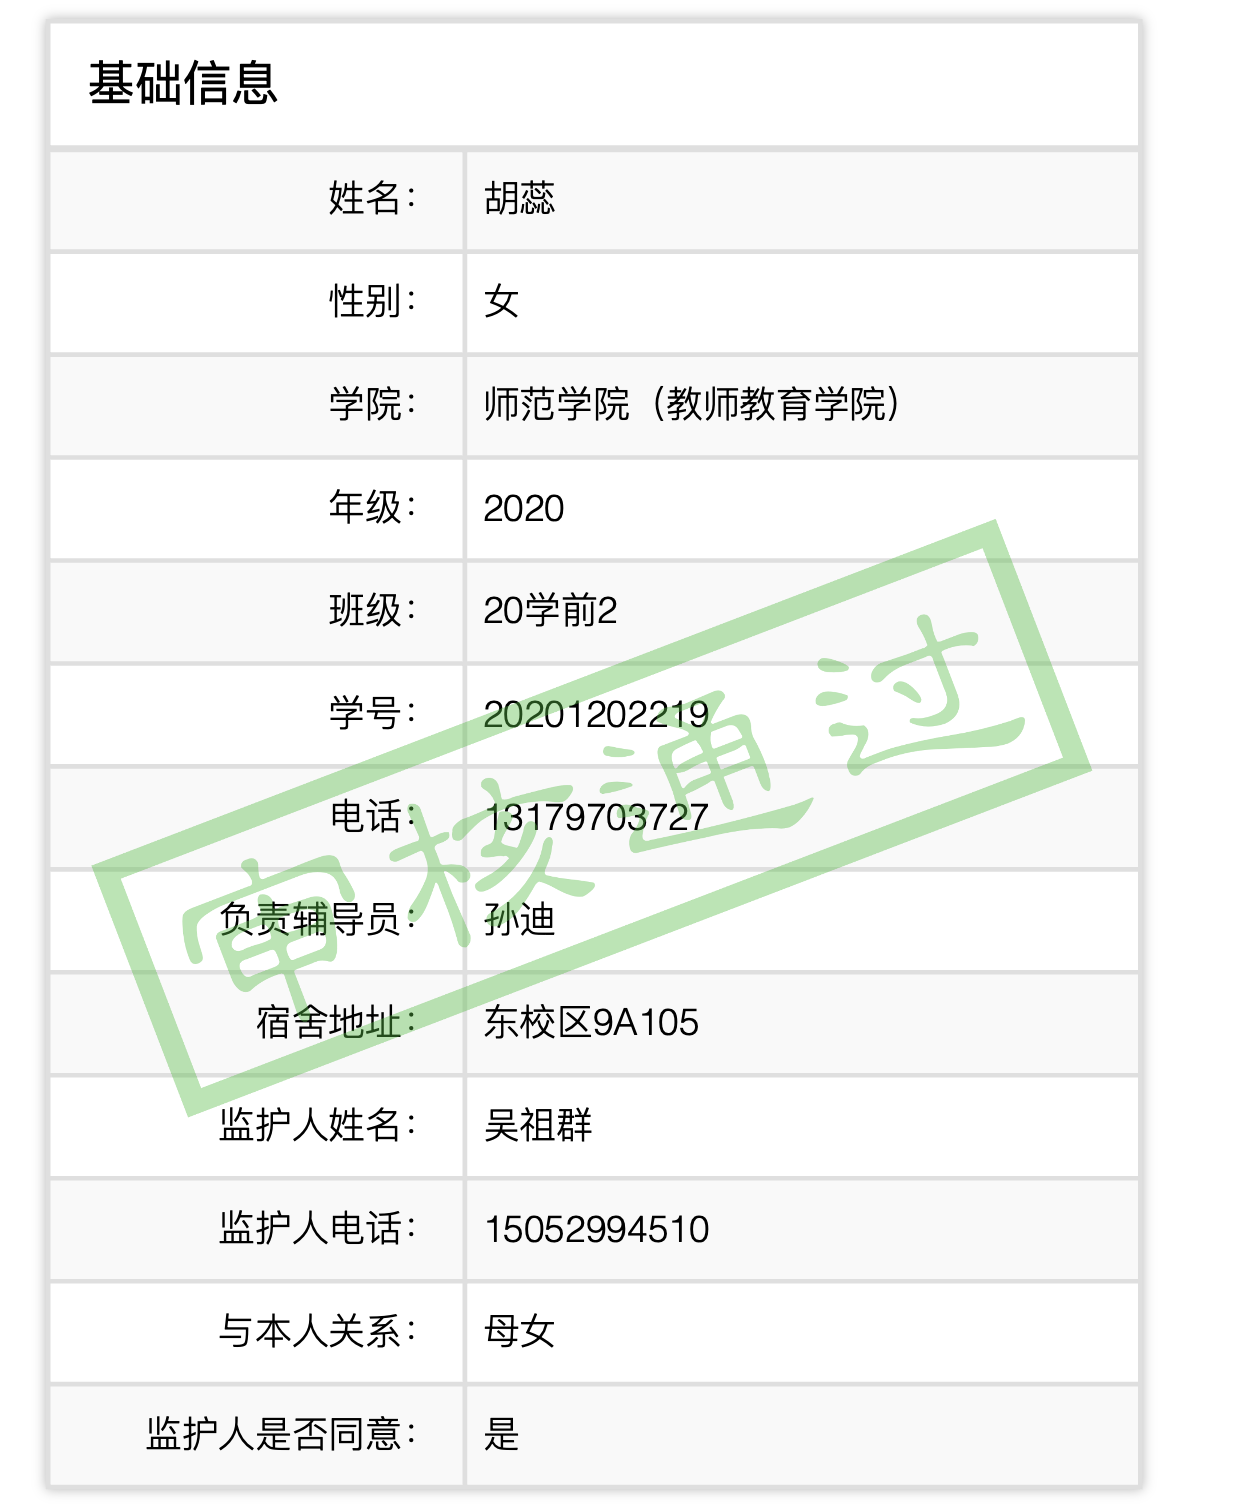 基础信息
姓名： 胡蕊
性别： 女
学院： 师范学院（教师教育学院）
年级： 2020
班级： 20学前2
学号： 20201202219
电话： 13179703727
负责辅导员： 孙迪
宿舍地址： 东校区9A105
监护人姓名： 吴祖群
监护人电话： 15052994510
与本人关系： 母女
监护人是否同意： 是
审核通过